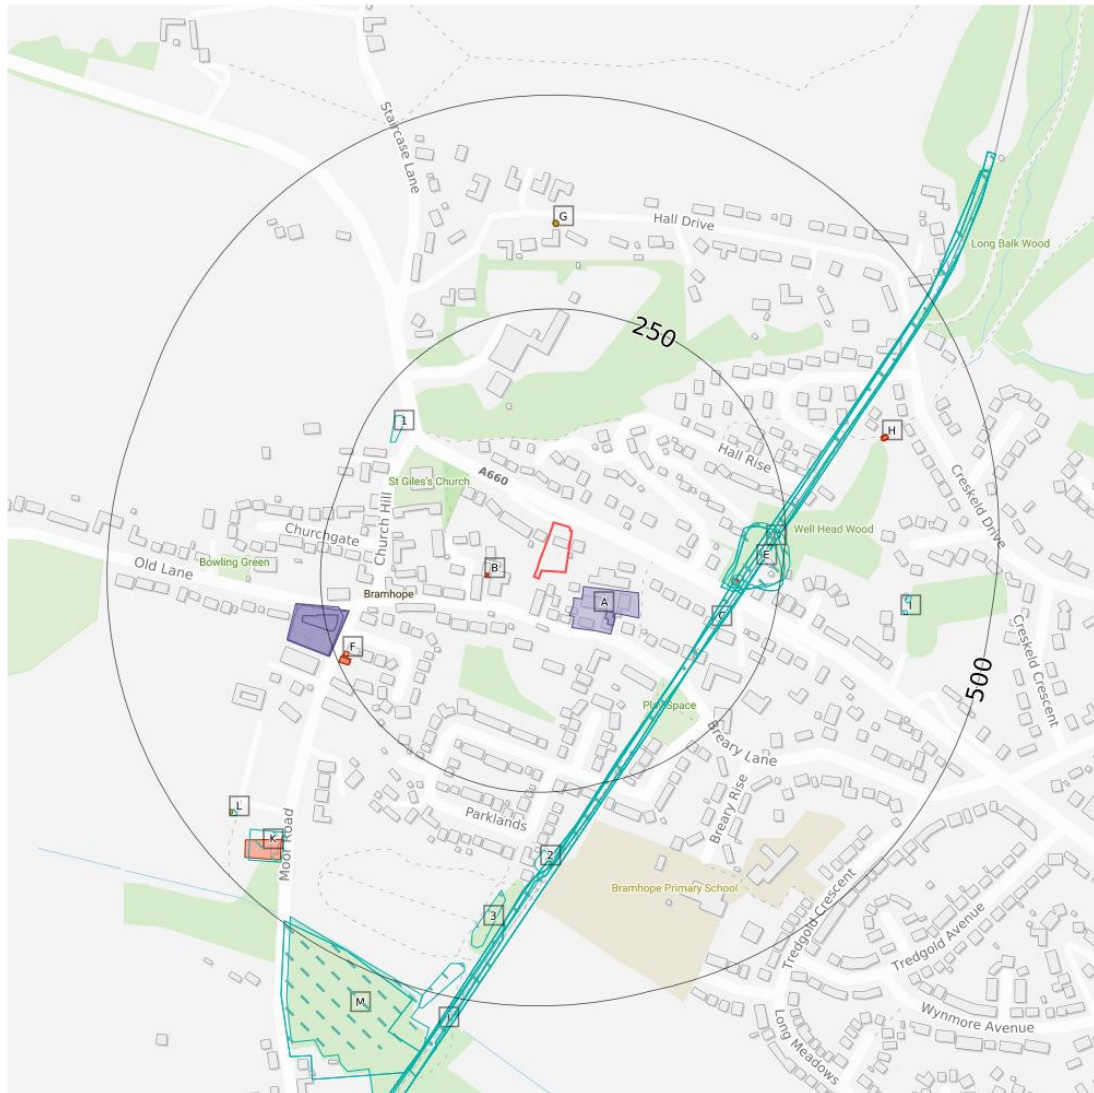 Staircase Lane
G
Hall Drive
Long Balk Wood
250
1
H
Hall Rise
A660
St Giles's Church
Creskeld Drive
Church Hill
Churchgate
Well Head Wood
E
Old Lane
Bowling Green
B
Bramhope
A
C
I
F
Creskeld Crescent
500
Play Space
Breary Lane
L
Parklands
K
Moor Road
Breary Rise
2
Bramhope Primary School
3
Tredgold Crescent
Tredgold Avenue
M
Wynmore Avenue
Long Meadows